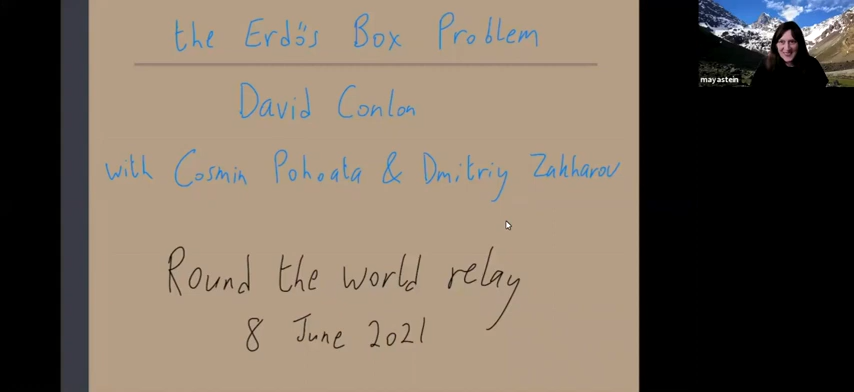 the Erdős Box Problem
David Conlon
with Cosmin Pohoata & Dmitriy Zakharov
Round the world relay
8 June 2021
mayastein